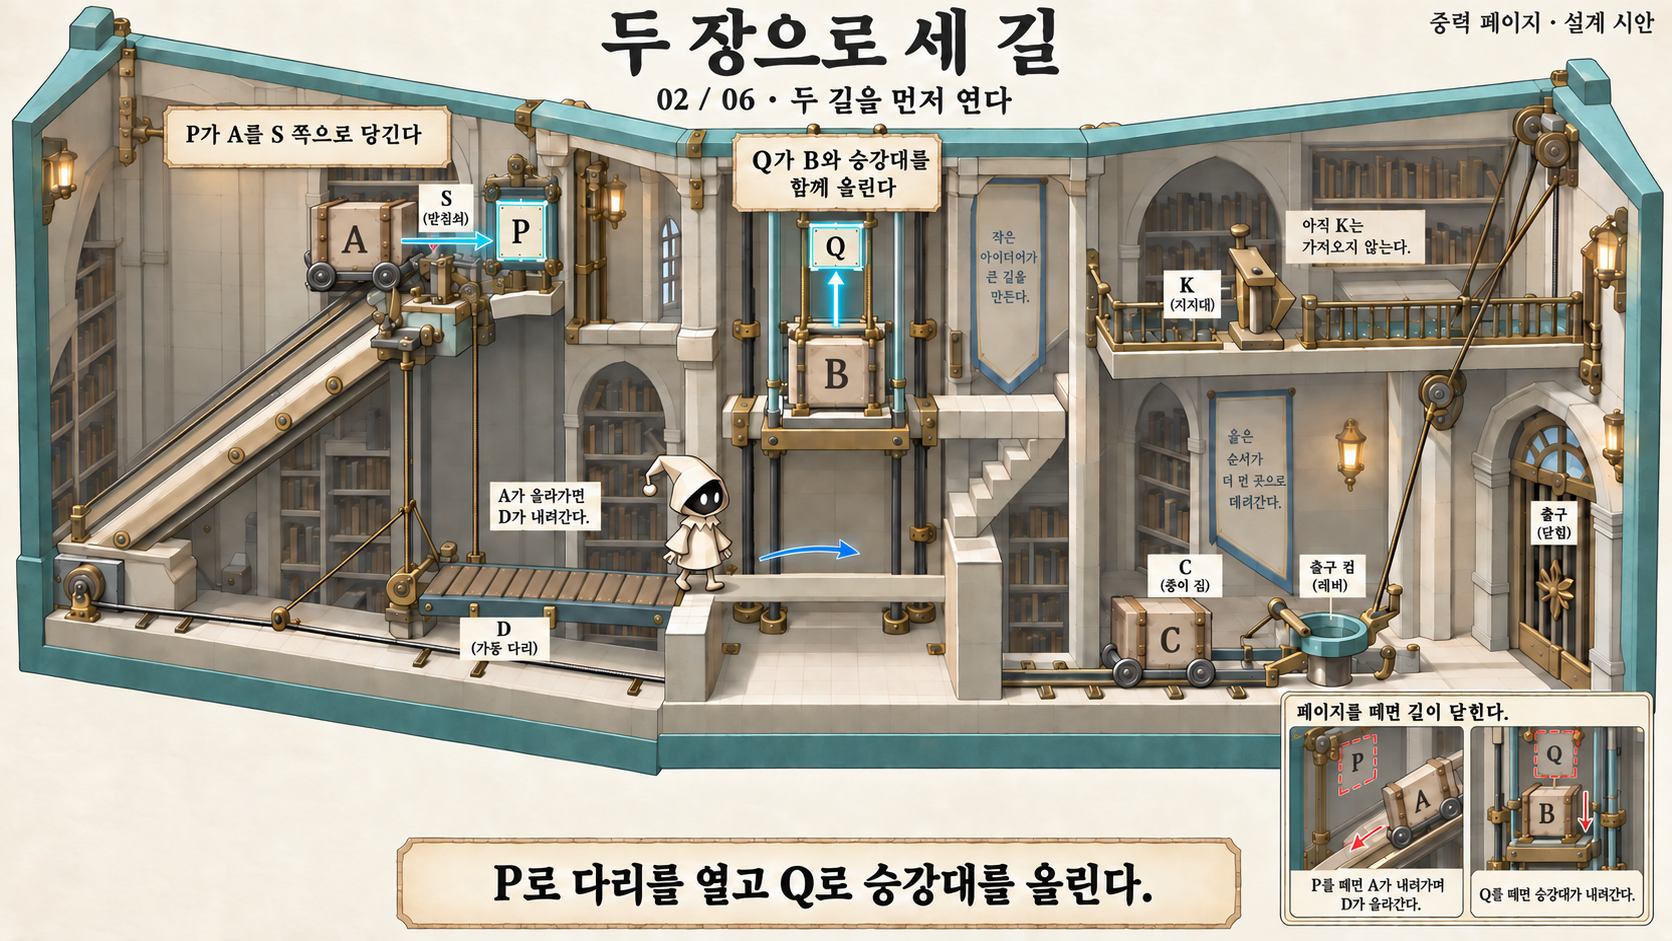 두 장으로 세 길
02 / 06 · 두 길을 먼저 연다
중력 페이지 · 설계 시안
P가 A를 S 쪽으로 당긴다
S
(받침쇠)
A
P
Q가 B와 승강대를
함께 올린다
Q
B
작은
아이디어가
큰 길을
만든다.
아직 K는
가져오지 않는다.
K
(지지대)
옳은
순서가
더 먼 곳으로
데려간다.
A가 올라가면
D가 내려간다.
D
(가동 다리)
C
(종이 짐)
C
출구 컵
(레버)
출구
(닫힘)
페이지를 떼면 길이 닫힌다.
P
A
P를 떼면 A가 내려가며
D가 올라간다.
Q
B
Q를 떼면 승강대가 내려간다.
P로 다리를 열고 Q로 승강대를 올린다.